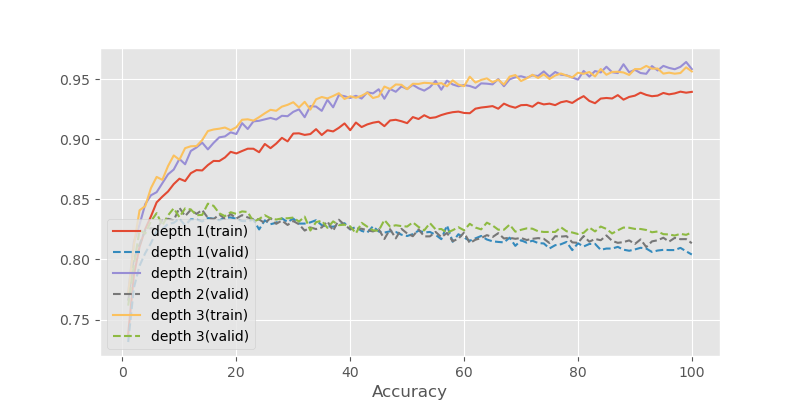 0.95
0.90
0.85
0.80
0.75
depth 1(train)
depth 1(valid)
depth 2(train)
depth 2(valid)
depth 3(train)
depth 3(valid)
0 20 40 60 80 100
Accuracy